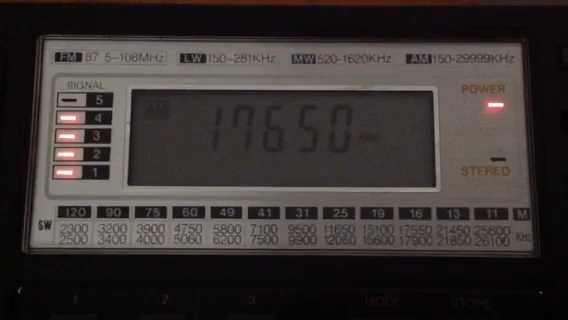 FM 87.5-108MHz LW 150-281KHz MW 520-1620KHz AM 150-29999KHz
SIGNAL
5
4
3
2
1
AM 17650 KHz
POWER
STEREO
120 90 75 60 49 41 31 25 19 16 13 11 M
SW 2300 3200 3900 4750 5800 7100 9500 11650 15100 17550 21450 25600
2500 3400 4000 5060 6200 7500 9900 12050 15600 17900 21850 26100 KHz
1 2 3 MODE